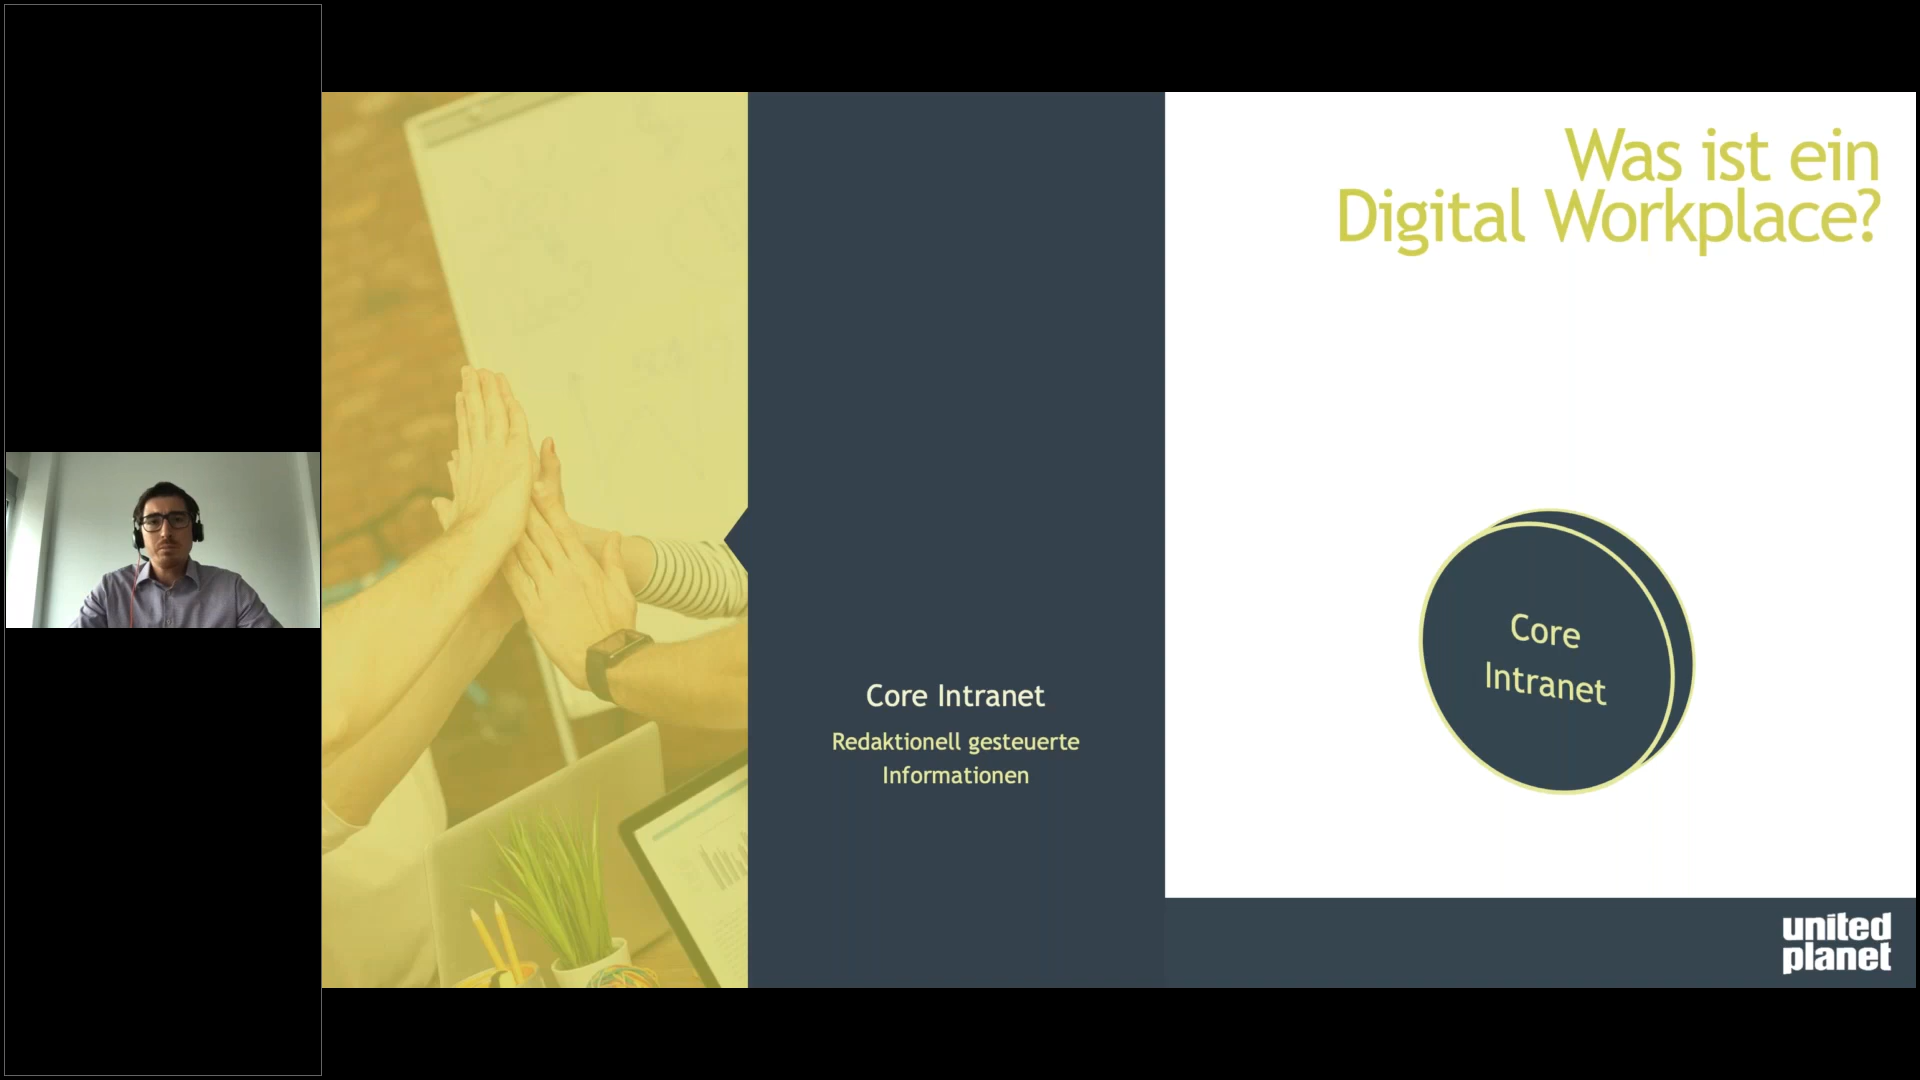 Was ist ein
Digital Workplace?
Core Intranet
Redaktionell gesteuerte
Informationen
Core
Intranet
united
planet